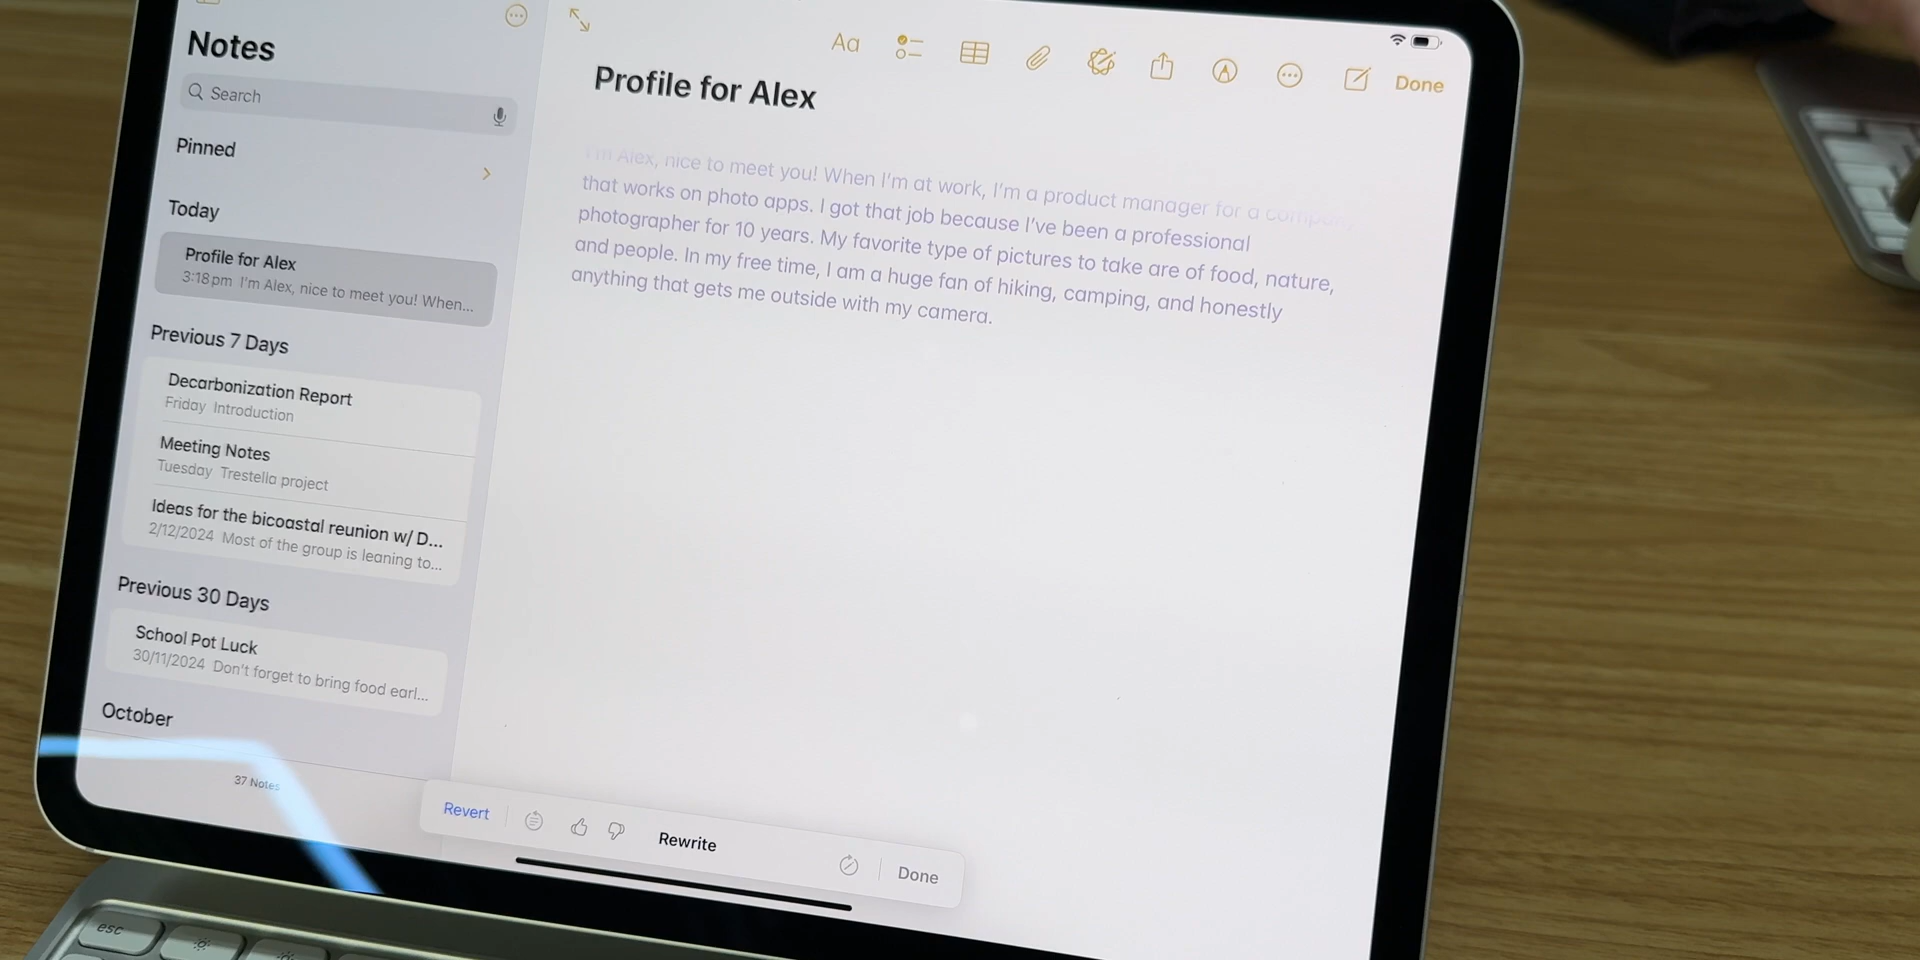 Notes
Search
Pinned
Today
Profile for Alex
3:18 pm I'm Alex, nice to meet you! When...
Previous 7 Days
Decarbonization Report
Friday Introduction
Meeting Notes
Tuesday Trestella project
Ideas for the bicoastal reunion w/ D...
2/12/2024 Most of the group is leaning to...
Previous 30 Days
School Pot Luck
30/11/2024 Don't forget to bring food earl...
October
37 Notes
Aa
Done
Profile for Alex
I'm Alex, nice to meet you! When I'm at work, I'm a product manager for a company
that works on photo apps. I got that job because I've been a professional
photographer for 10 years. My favorite type of pictures to take are of food, nature,
and people. In my free time, I am a huge fan of hiking, camping, and honestly
anything that gets me outside with my camera.
Revert
Rewrite
Done
esc